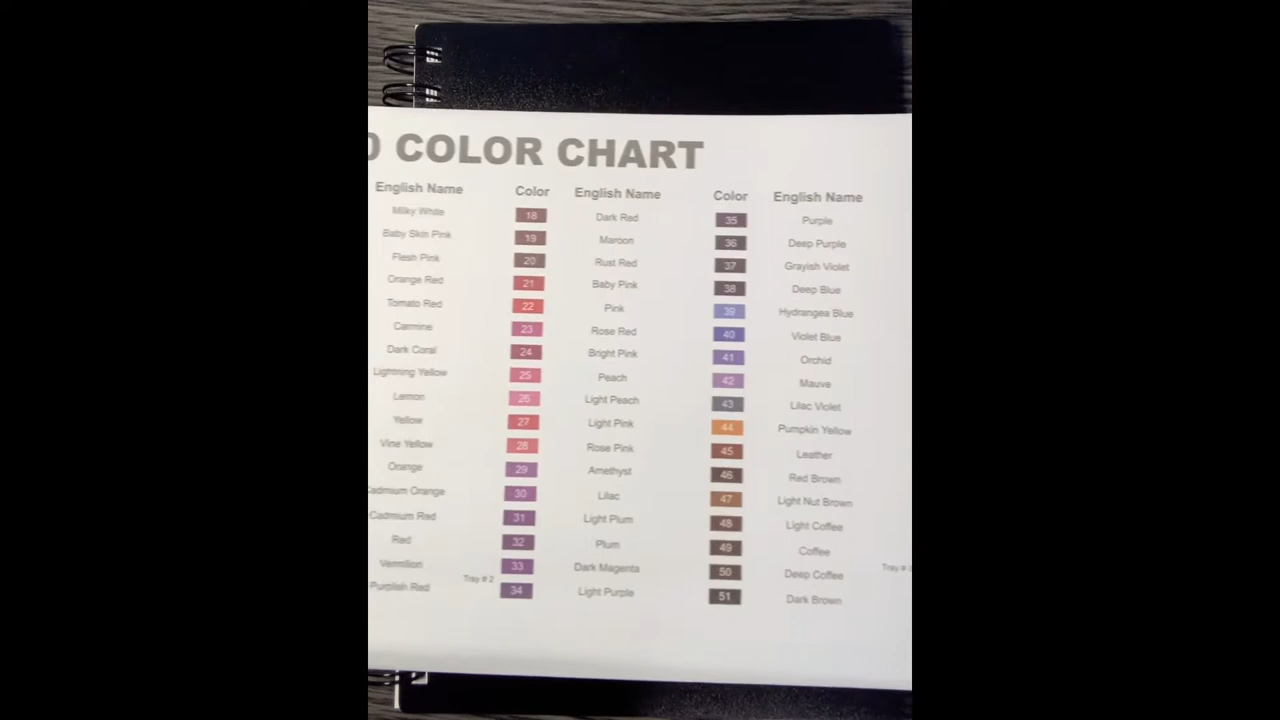 0 COLOR CHART
English Name Color English Name Color English Name
Milky White 18 Dark Red 35 Purple
Baby Skin Pink 19 Maroon 36 Deep Purple
Flesh Pink 20 Rust Red 37 Grayish Violet
Orange Red 21 Baby Pink 38 Deep Blue
Tomato Red 22 Pink 39 Hydrangea Blue
Carmine 23 Rose Red 40 Violet Blue
Dark Coral 24 Bright Pink 41 Orchid
Lightning Yellow 25 Peach 42 Mauve
Lemon 26 Light Peach 43 Lilac Violet
Yellow 27 Light Pink 44 Pumpkin Yellow
Vine Yellow 28 Rose Pink 45 Leather
Orange 29 Amethyst 46 Red Brown
Cadmium Orange 30 Lilac 47 Light Nut Brown
Cadmium Red 31 Light Plum 48 Light Coffee
Red 32 Plum 49 Coffee
Vermilion 33 Dark Magenta 50 Deep Coffee Tray #
Purplish Red Tray # 2 34 Light Purple 51 Dark Brown